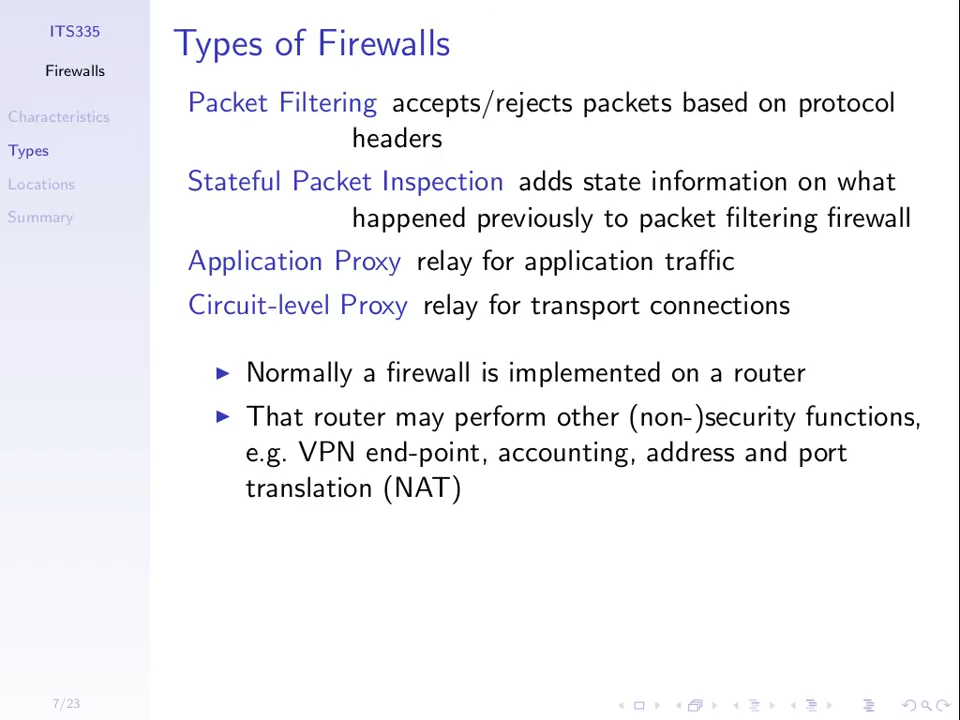 ITS335
Firewalls
Characteristics
Types
Locations
Summary
Types of Firewalls
Packet Filtering accepts/rejects packets based on protocol
headers
Stateful Packet Inspection adds state information on what
happened previously to packet filtering firewall
Application Proxy relay for application traffic
Circuit-level Proxy relay for transport connections
Normally a firewall is implemented on a router
That router may perform other (non-)security functions,
e.g. VPN end-point, accounting, address and port
translation (NAT)
7/23